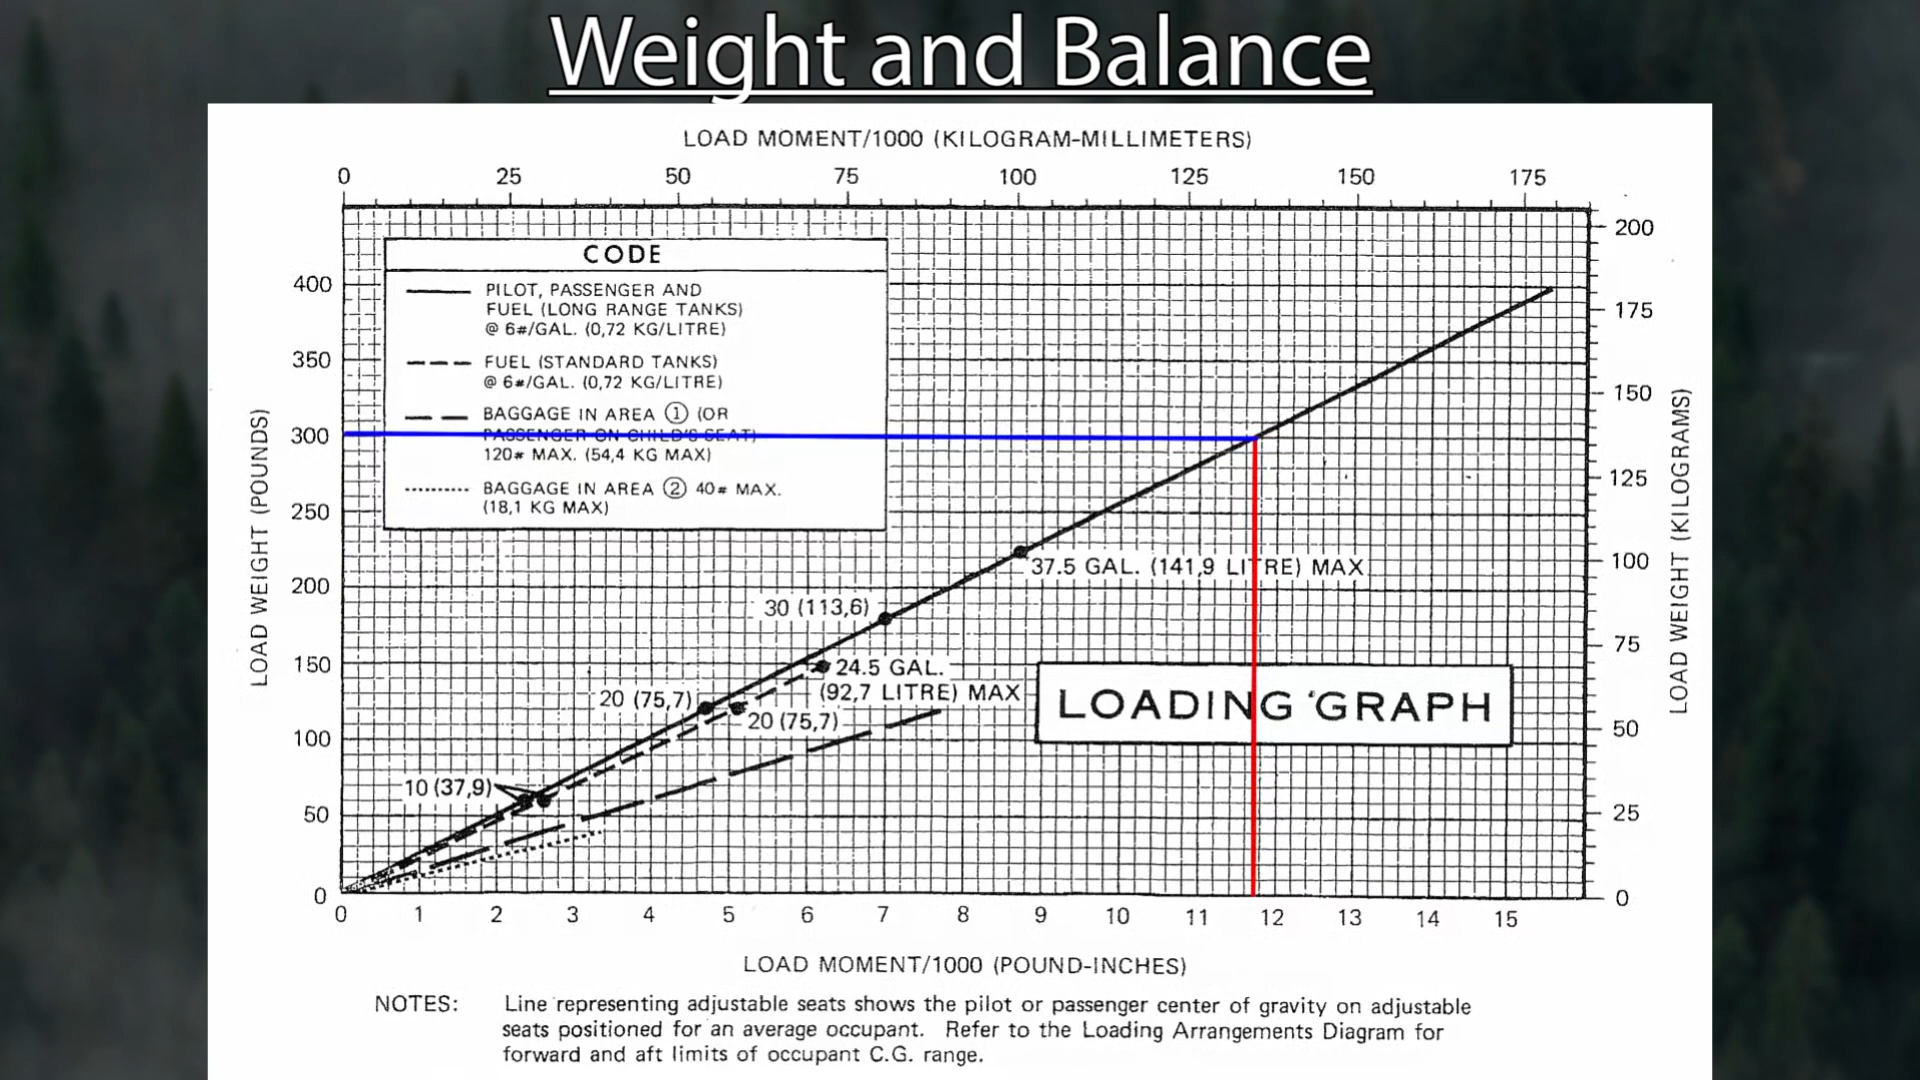 Weight and Balance
LOAD MOMENT/1000 (KILOGRAM-MILLIMETERS)
0 25 50 75 100 125 150 175
CODE
PILOT, PASSENGER AND
FUEL (LONG RANGE TANKS)
@ 6#/GAL. (0,72 KG/LITRE)
FUEL (STANDARD TANKS)
@ 6#/GAL. (0,72 KG/LITRE)
BAGGAGE IN AREA ① (OR
PASSENGER ON CHILD'S SEAT)
120# MAX. (54,4 KG MAX)
BAGGAGE IN AREA ② 40# MAX.
(18,1 KG MAX)
LOAD WEIGHT (POUNDS)
400
350
300
250
200
150
100
50
0
37.5 GAL. (141,9 LITRE) MAX
30 (113,6)
24.5 GAL.
(92,7 LITRE) MAX
20 (75,7)
20 (75,7)
10 (37,9)
LOADING GRAPH
200
175
150
125
100
75
50
25
0
LOAD WEIGHT (KILOGRAMS)
0 1 2 3 4 5 6 7 8 9 10 11 12 13 14 15
LOAD MOMENT/1000 (POUND-INCHES)
NOTES: Line representing adjustable seats shows the pilot or passenger center of gravity on adjustable
seats positioned for an average occupant. Refer to the Loading Arrangements Diagram for
forward and aft limits of occupant C.G. range.